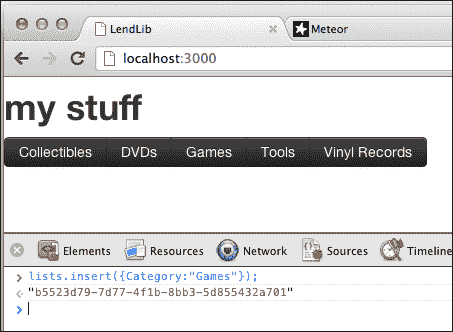 LendLib
Meteor
localhost:3000
my stuff
Collectibles DVDs Games Tools Vinyl Records
Elements Resources Network Sources Timeline
> lists.insert({Category:"Games"});
"b5523d79-7d77-4f1b-8bb3-5d855432a701"
>